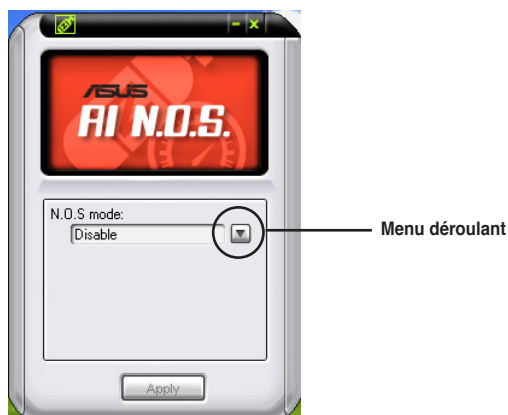 ASUS
AI N.O.S.
N.O.S mode:
Disable
Menu déroulant
Apply